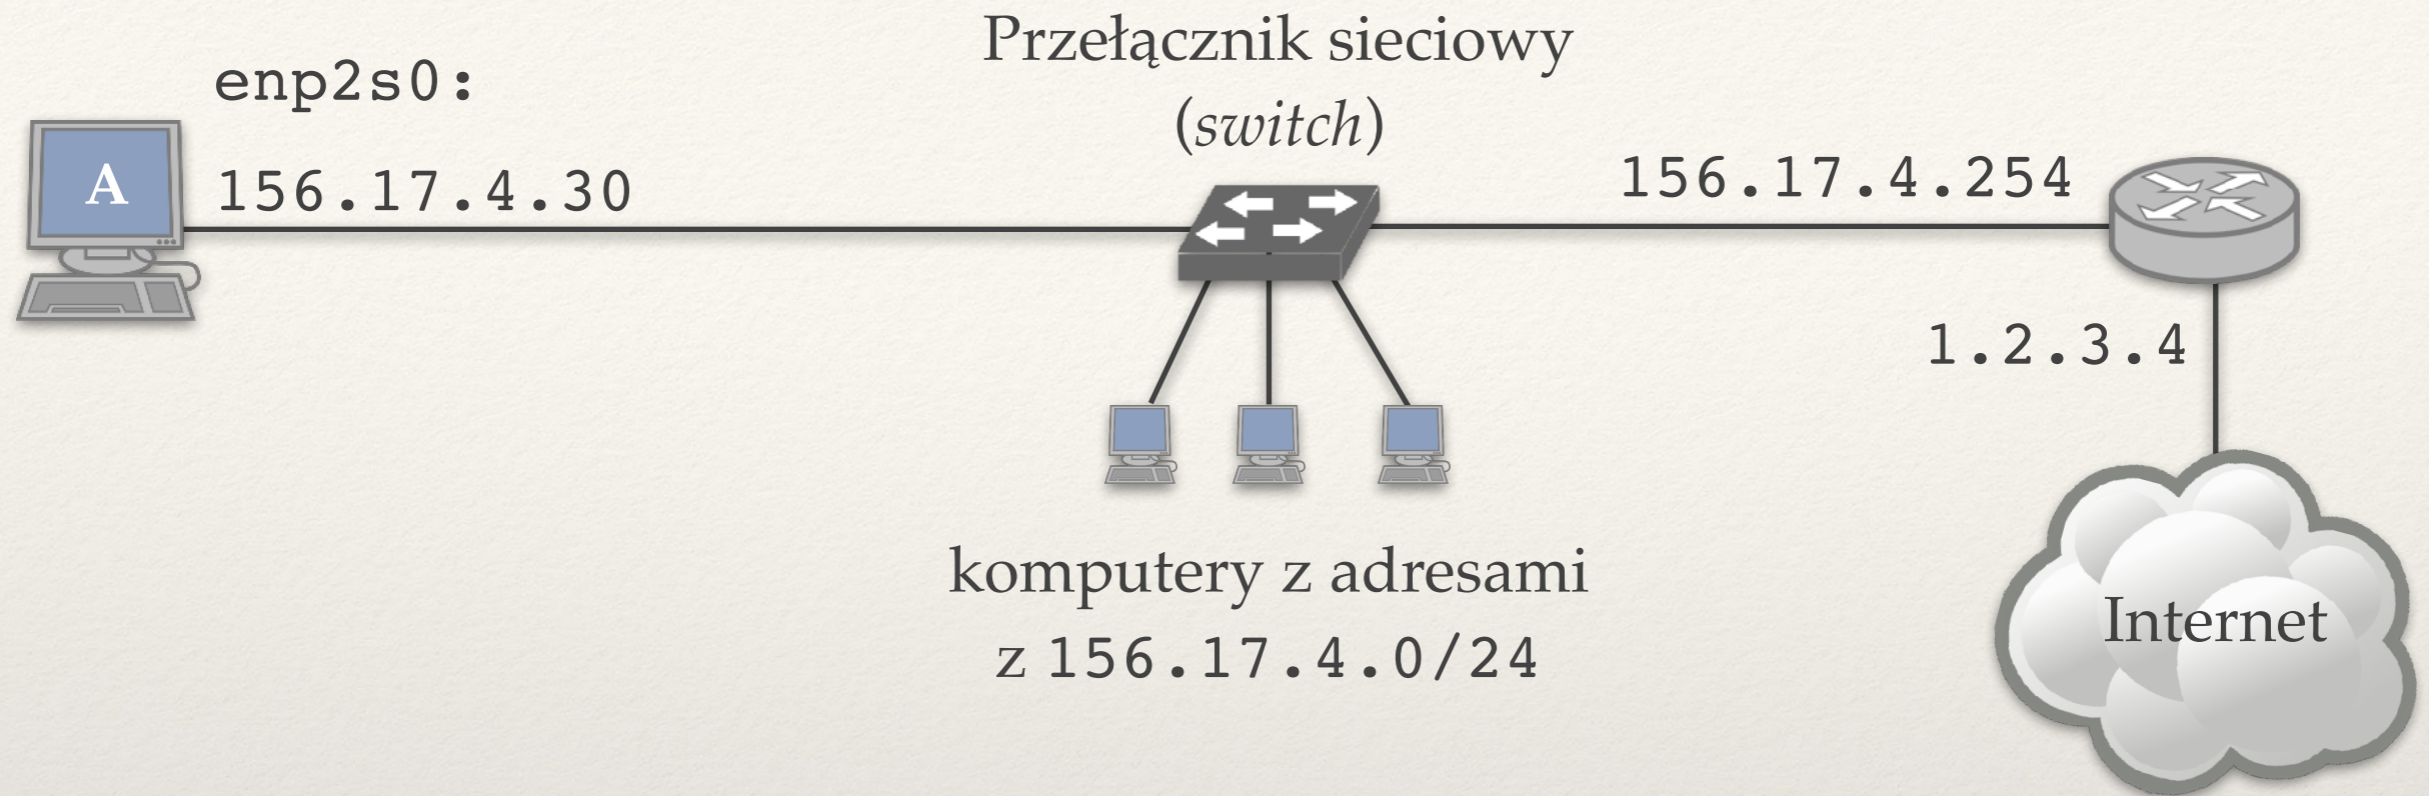 enp2s0:
156.17.4.30
A
Przełącznik sieciowy
(switch)
156.17.4.254
1.2.3.4
komputery z adresami
z 156.17.4.0/24
Internet